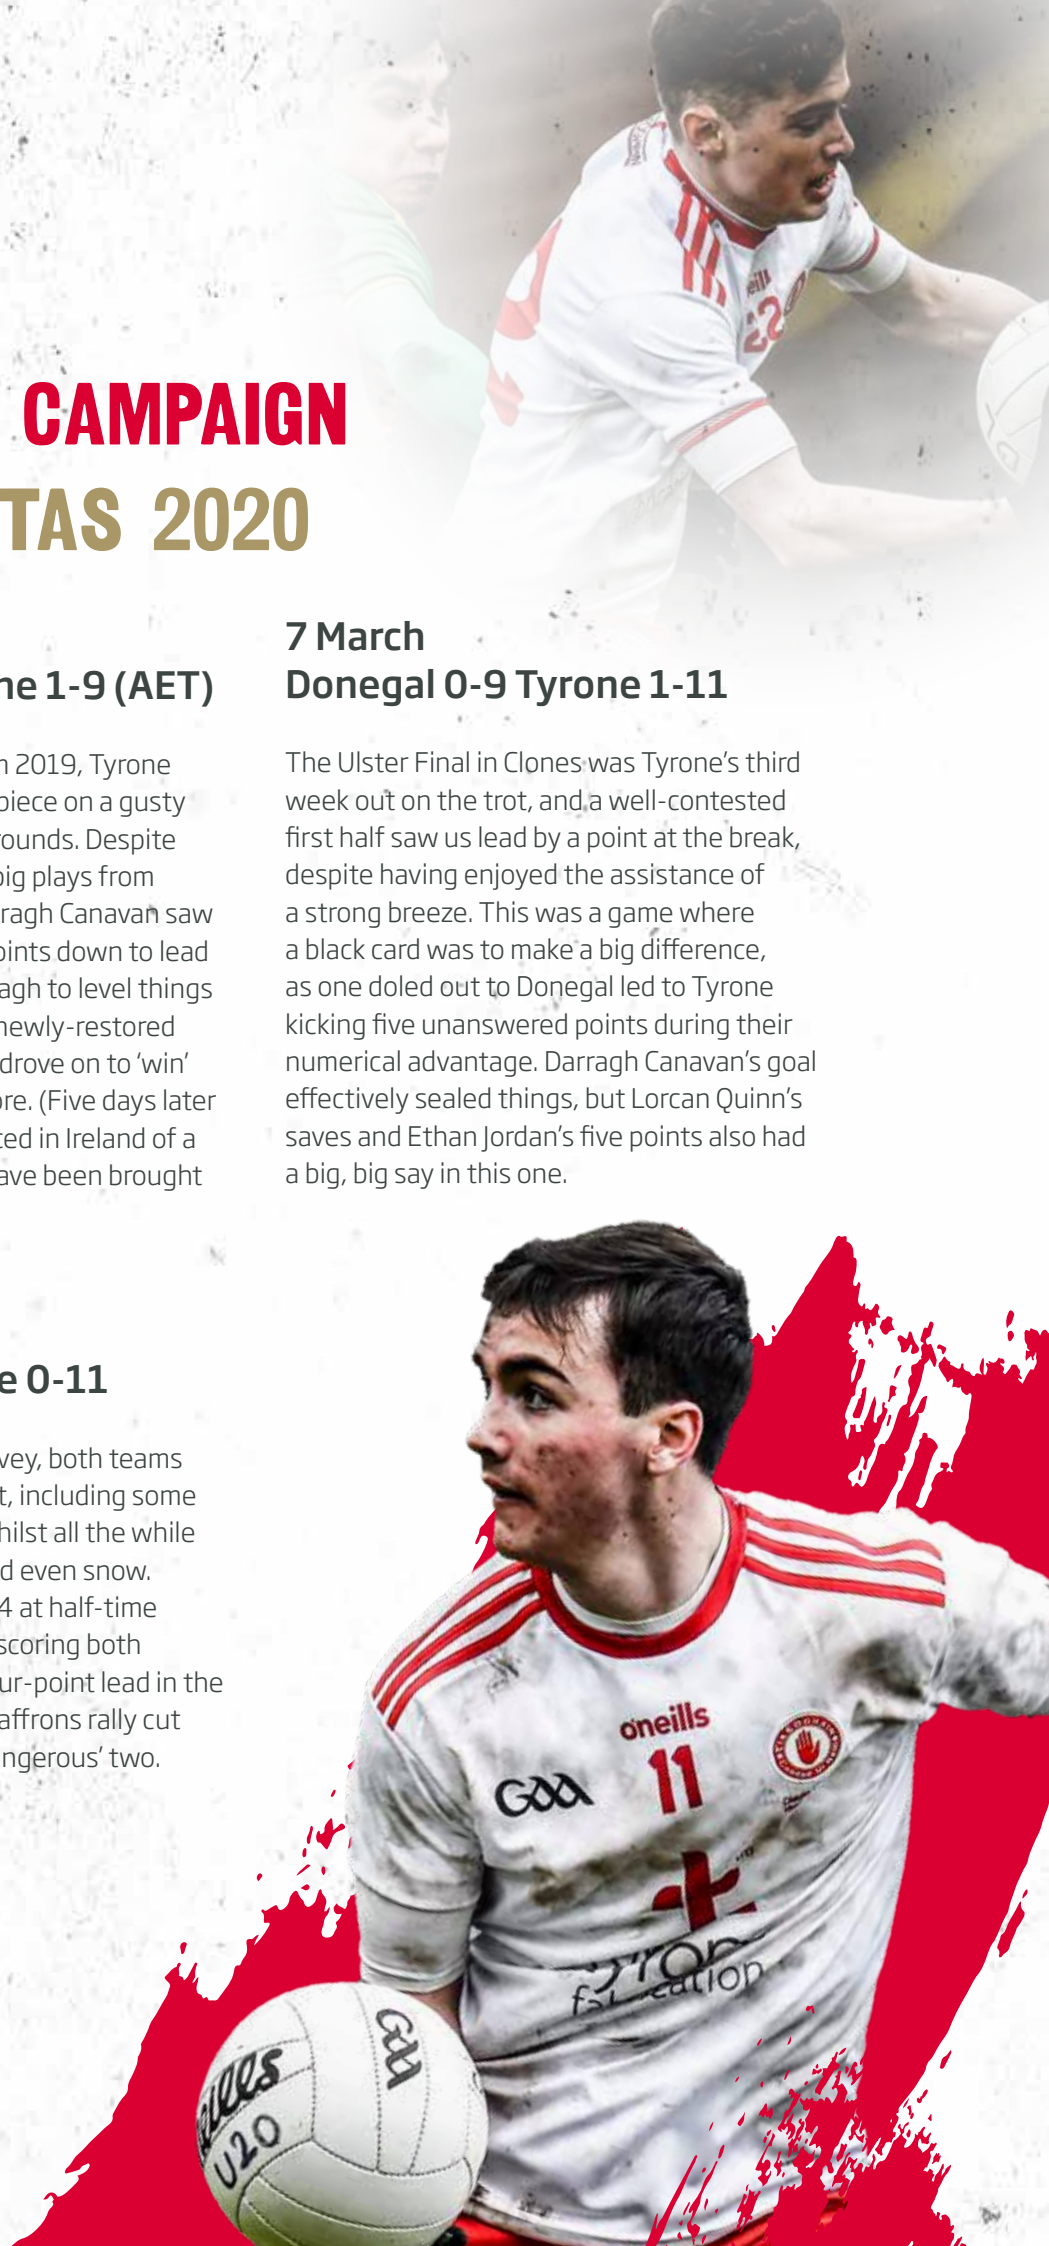 CAMPAIGN
TAS 2020
ne 1-9 (AET)
n 2019, Tyrone
piece on a gusty
rounds. Despite
big plays from
ragh Canavan saw
oints down to lead
agh to level things
newly-restored
drove on to ‘win’
ore. (Five days later
ted in Ireland of a
ave been brought
e 0-11
vey, both teams
t, including some
hilst all the while
d even snow.
4 at half-time
scoring both
ur-point lead in the
affrons rally cut
ngerous’ two.
7 March
Donegal 0-9 Tyrone 1-11
The Ulster Final in Clones was Tyrone’s third
week out on the trot, and a well-contested
first half saw us lead by a point at the break,
despite having enjoyed the assistance of
a strong breeze. This was a game where
a black card was to make a big difference,
as one doled out to Donegal led to Tyrone
kicking five unanswered points during their
numerical advantage. Darragh Canavan’s goal
effectively sealed things, but Lorcan Quinn’s
saves and Ethan Jordan’s five points also had
a big, big say in this one.
22
oneills
GAA
11
GAA
U20